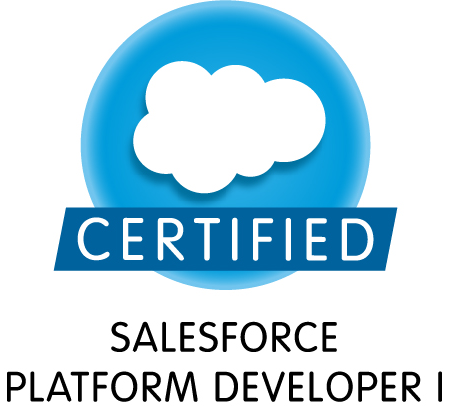 CERTIFIED
SALESFORCE
PLATFORM DEVELOPER I